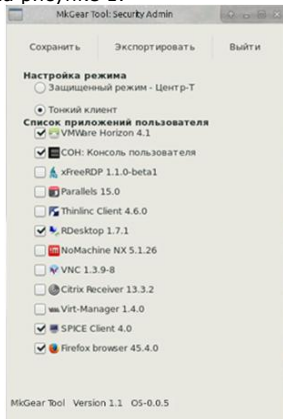 MkGear Tool: Security Admin
Сохранить Экспортировать Выйти
Настройка режима
Защищенный режим - Центр-Т
Тонкий клиент
Список приложений пользователя
VMWare Horizon 4.1
СОН: Консоль пользователя
xFreeRDP 1.1.0-beta1
Parallels 15.0
Thinlinc Client 4.6.0
RDesktop 1.7.1
NoMachine NX 5.1.26
VNC 1.3.9-8
Citrix Receiver 13.3.2
Virt-Manager 1.4.0
SPICE Client 4.0
Firefox browser 45.4.0
MkGear Tool Version 1.1 OS-0.0.5